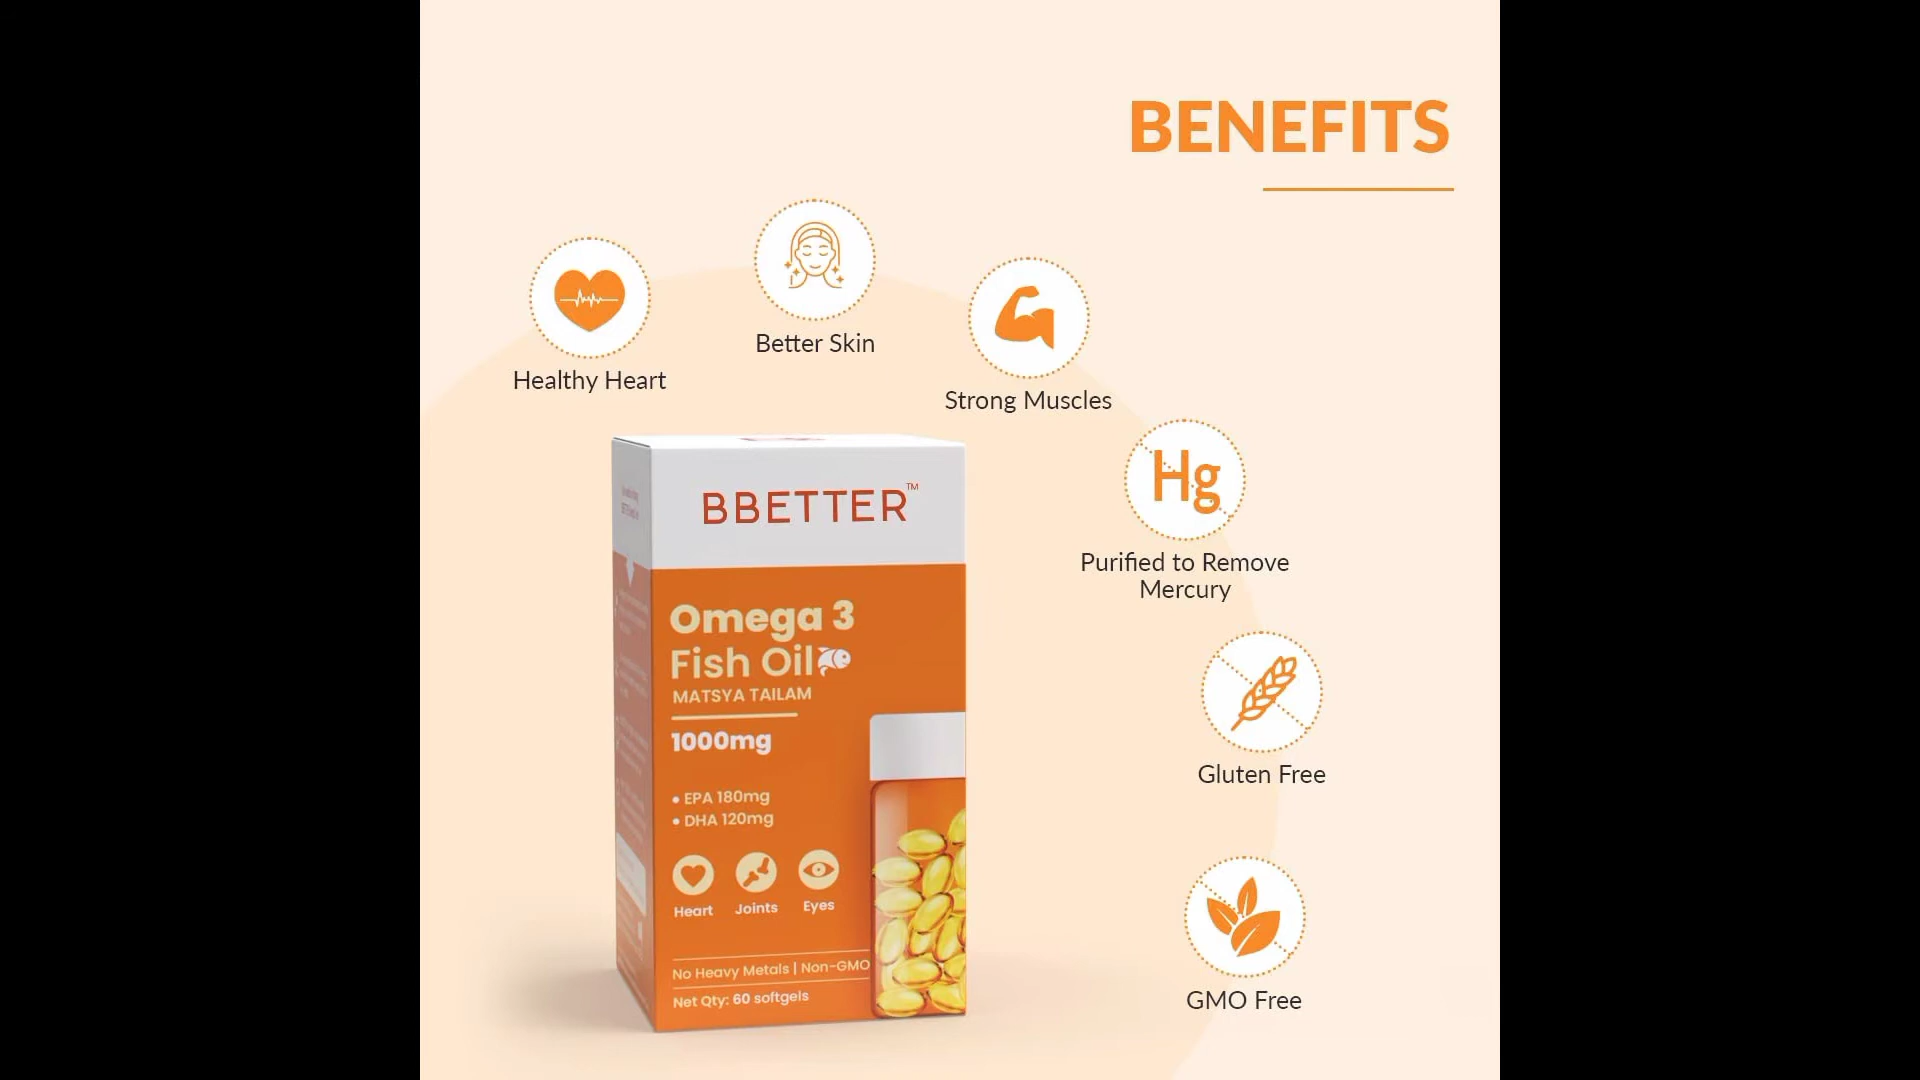 BENEFITS
Healthy Heart
Better Skin
Strong Muscles
Hg
Purified to Remove
Mercury
Gluten Free
GMO Free
BBETTER™
Omega 3
Fish Oil
MATSYA TAILAM
1000mg
• EPA 180mg
• DHA 120mg
Heart Joints Eyes
No Heavy Metals | Non-GMO
Net Qty: 60 softgels